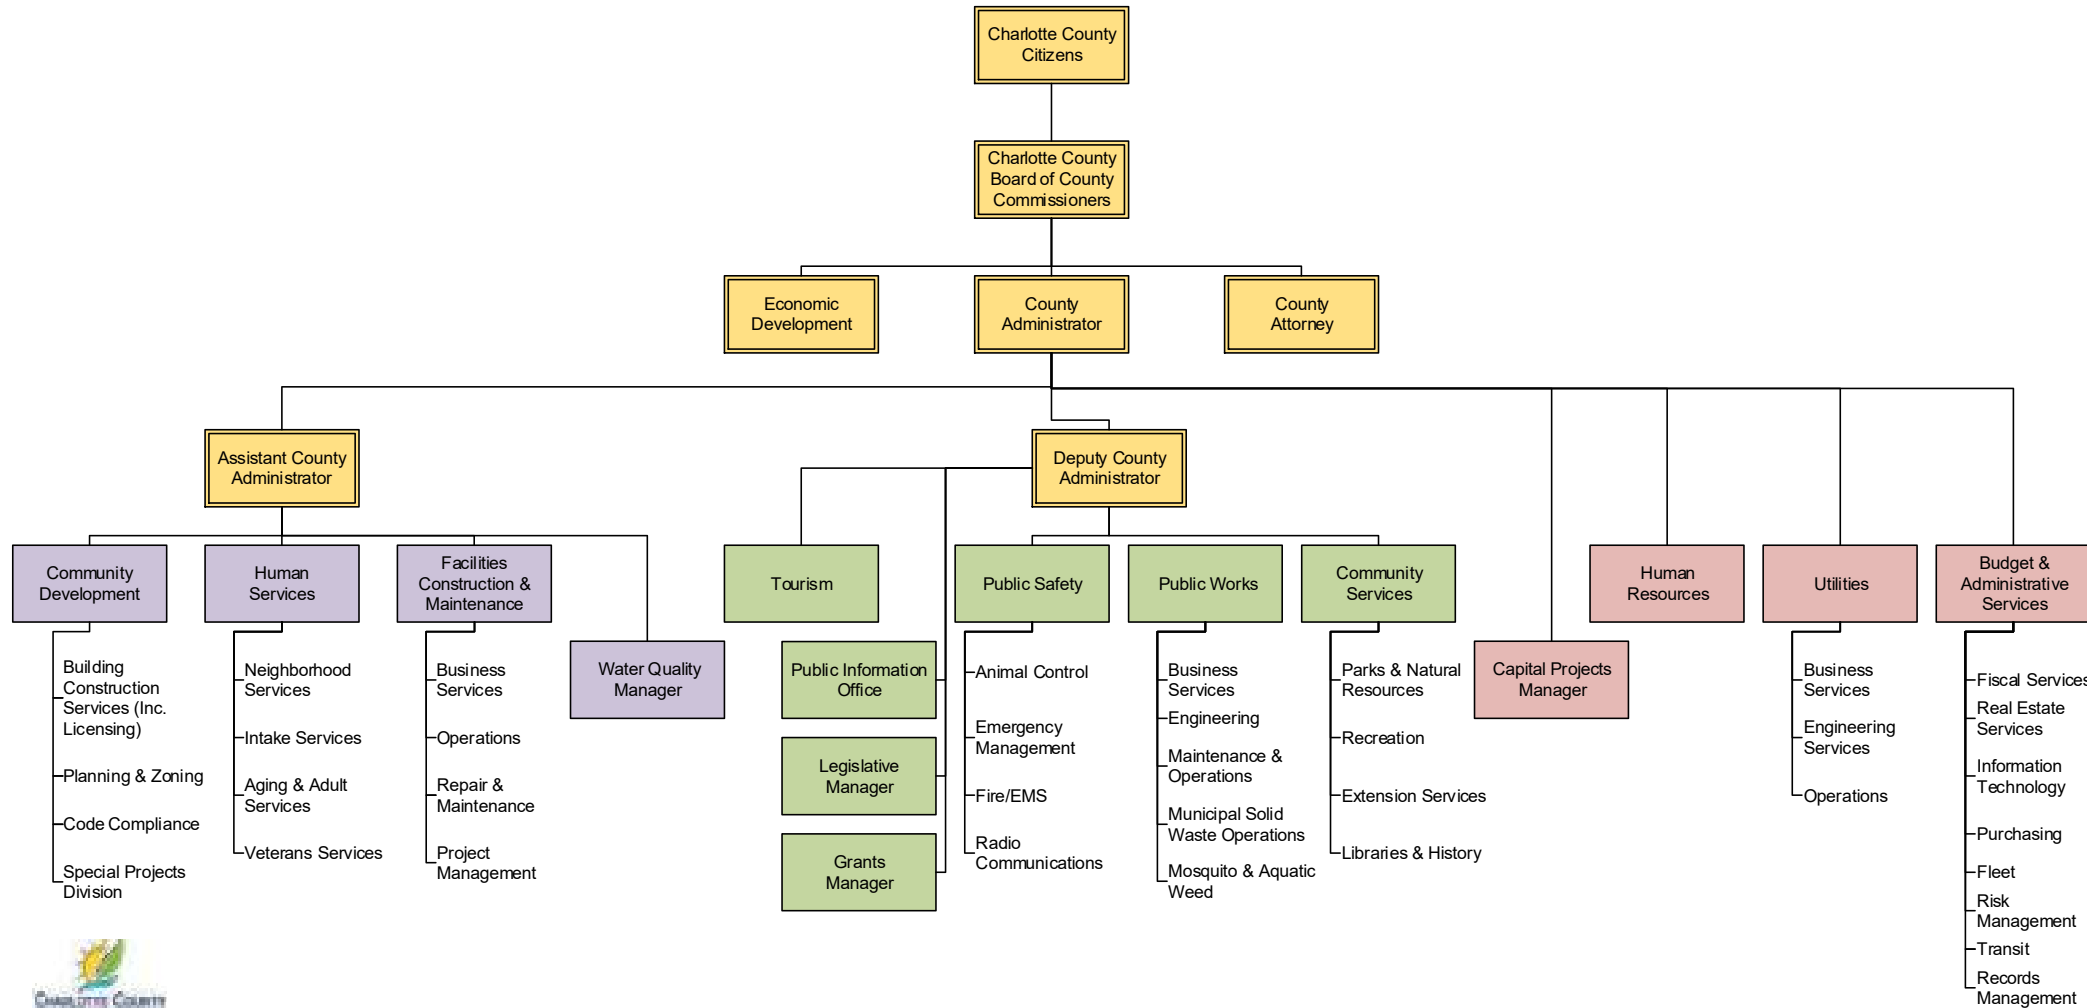 Charlotte County
Citizens
Charlotte County
Board of County
Commissioners
Economic
Development
County
Administrator
County
Attorney
Assistant County
Administrator
Deputy County
Administrator
Community
Development
Human
Services
Facilities
Construction &
Maintenance
Tourism
Public Safety
Public Works
Community
Services
Human
Resources
Utilities
Budget &
Administrative
Services
Water Quality
Manager
Public Information
Office
Legislative
Manager
Grants
Manager
Capital Projects
Manager
Building
Construction
Services (Inc.
Licensing)
Planning & Zoning
Code Compliance
Special Projects
Division
Neighborhood
Services
Intake Services
Aging & Adult
Services
Veterans Services
Business
Services
Operations
Repair &
Maintenance
Project
Management
Animal Control
Emergency
Management
Fire/EMS
Radio
Communications
Business
Services
Engineering
Maintenance &
Operations
Municipal Solid
Waste Operations
Mosquito & Aquatic
Weed
Parks & Natural
Resources
Recreation
Extension Services
Libraries & History
Business
Services
Engineering
Services
Operations
Fiscal Services
Real Estate
Services
Information
Technology
Purchasing
Fleet
Risk
Management
Transit
Records
Management
CHARLOTTE COUNTY